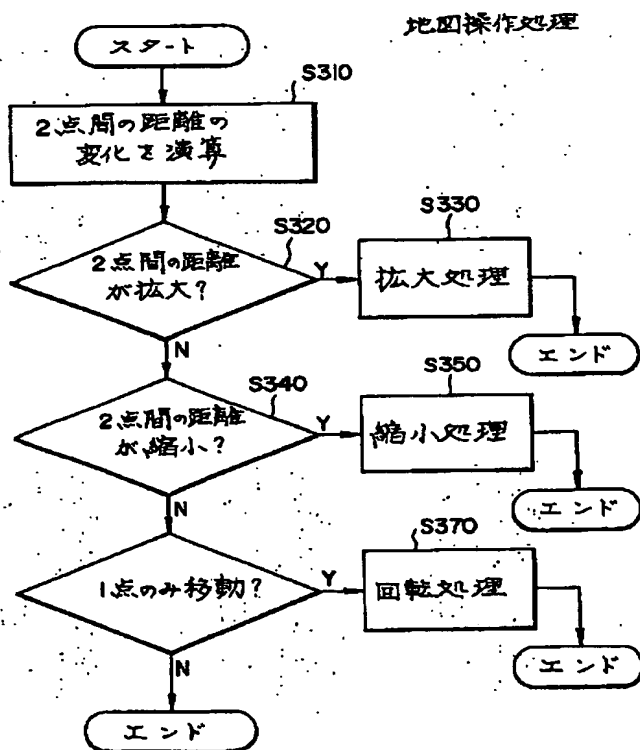 地図操作処理
スタート
S310
2点間の距離の
変化を演算
S320
2点間の距離
が拡大?
Y
S330
拡大処理
エンド
N
S340
2点間の距離
が縮小?
Y
S350
縮小処理
エンド
N
1点のみ移動?
Y
S370
回転処理
エンド
N
エンド